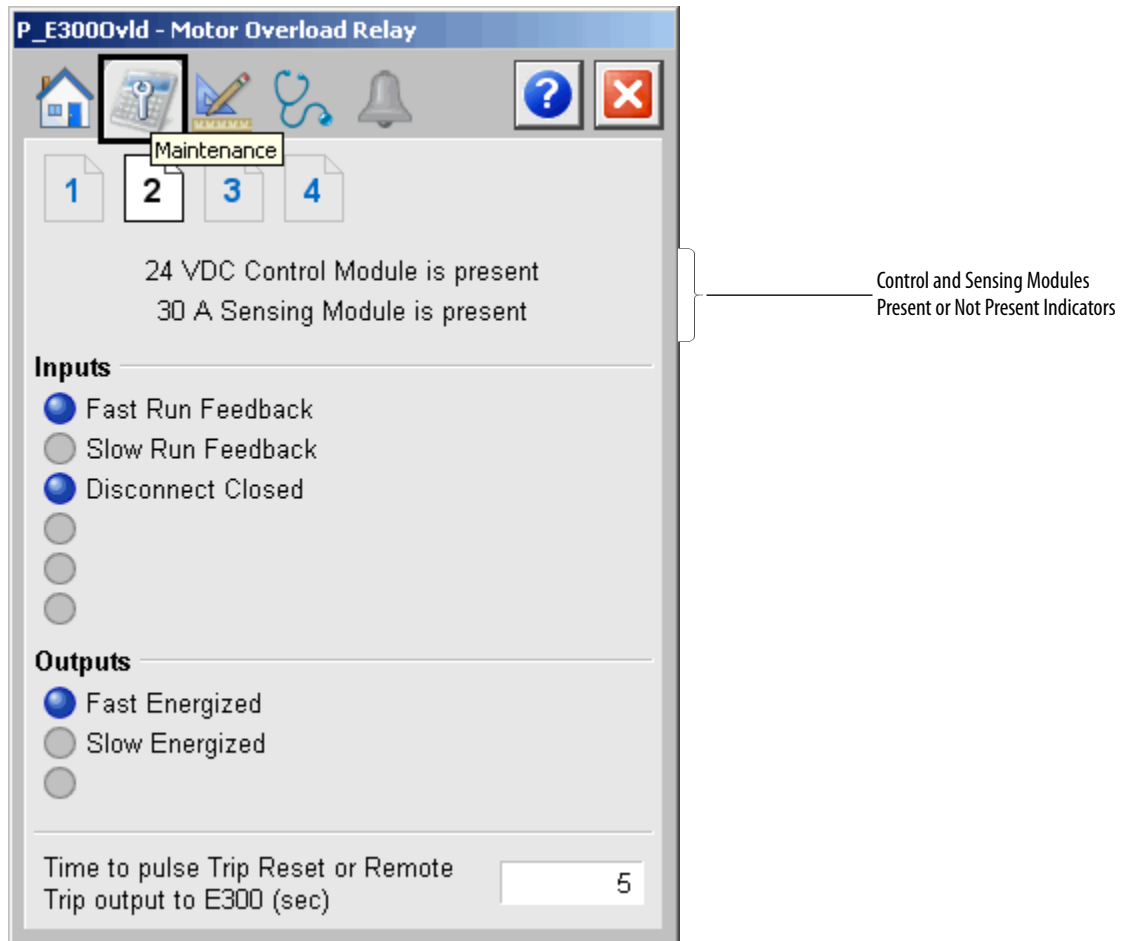 P_E300Ovld - Motor Overload Relay
?
Maintenance
1 2 3 4
24 VDC Control Module is present
30 A Sensing Module is present
Control and Sensing Modules
Present or Not Present Indicators
Inputs
Fast Run Feedback
Slow Run Feedback
Disconnect Closed
Outputs
Fast Energized
Slow Energized
Time to pulse Trip Reset or Remote
Trip output to E300 (sec)
5